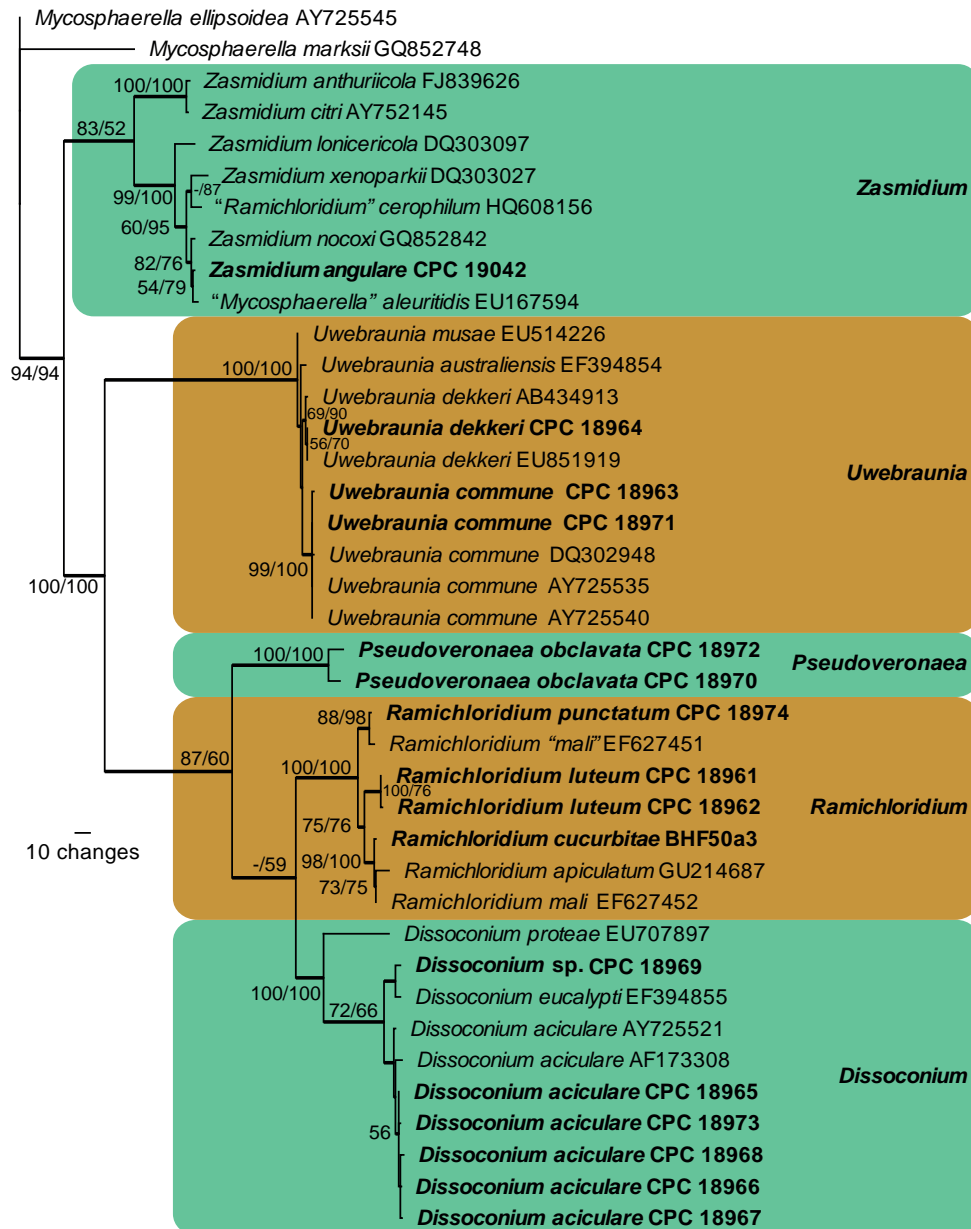 Mycosphaerella ellipsoidea AY725545
Mycosphaerella marksii GQ852748
100/100
Zasmidium anthuriicola FJ839626
Zasmidium citri AY752145
83/52
Zasmidium lonicericola DQ303097
99/100
Zasmidium xenoparkii DQ303027
-/87
Zasmidium
"Ramichloridium" cerophilum HQ608156
60/95
Zasmidium nocoxi GQ852842
82/76
Zasmidium angulare CPC 19042
54/79
"Mycosphaerella" aleuritidis EU167594
Uwebraunia musae EU514226
94/94
100/100
Uwebraunia australiensis EF394854
Uwebraunia dekkeri AB434913
69/90
Uwebraunia dekkeri CPC 18964
56/70
Uwebraunia dekkeri EU851919
Uwebraunia
Uwebraunia commune CPC 18963
Uwebraunia commune CPC 18971
Uwebraunia commune DQ302948
99/100
100/100
Uwebraunia commune AY725535
Uwebraunia commune AY725540
100/100
Pseudoveronaea obclavata CPC 18972
Pseudoveronaea
Pseudoveronaea obclavata CPC 18970
88/98
Ramichloridium punctatum CPC 18974
Ramichloridium "mali" EF627451
87/60
100/100
Ramichloridium luteum CPC 18961
100/76
Ramichloridium luteum CPC 18962
Ramichloridium
75/76
Ramichloridium cucurbitae BHF50a3
10 changes
-/59
98/100
Ramichloridium apiculatum GU214687
73/75
Ramichloridium mali EF627452
Dissoconium proteae EU707897
100/100
Dissoconium sp. CPC 18969
72/66
Dissoconium eucalypti EF394855
Dissoconium aciculare AY725521
Dissoconium aciculare AF173308
Dissoconium
Dissoconium aciculare CPC 18965
Dissoconium aciculare CPC 18973
56
Dissoconium aciculare CPC 18968
Dissoconium aciculare CPC 18966
Dissoconium aciculare CPC 18967